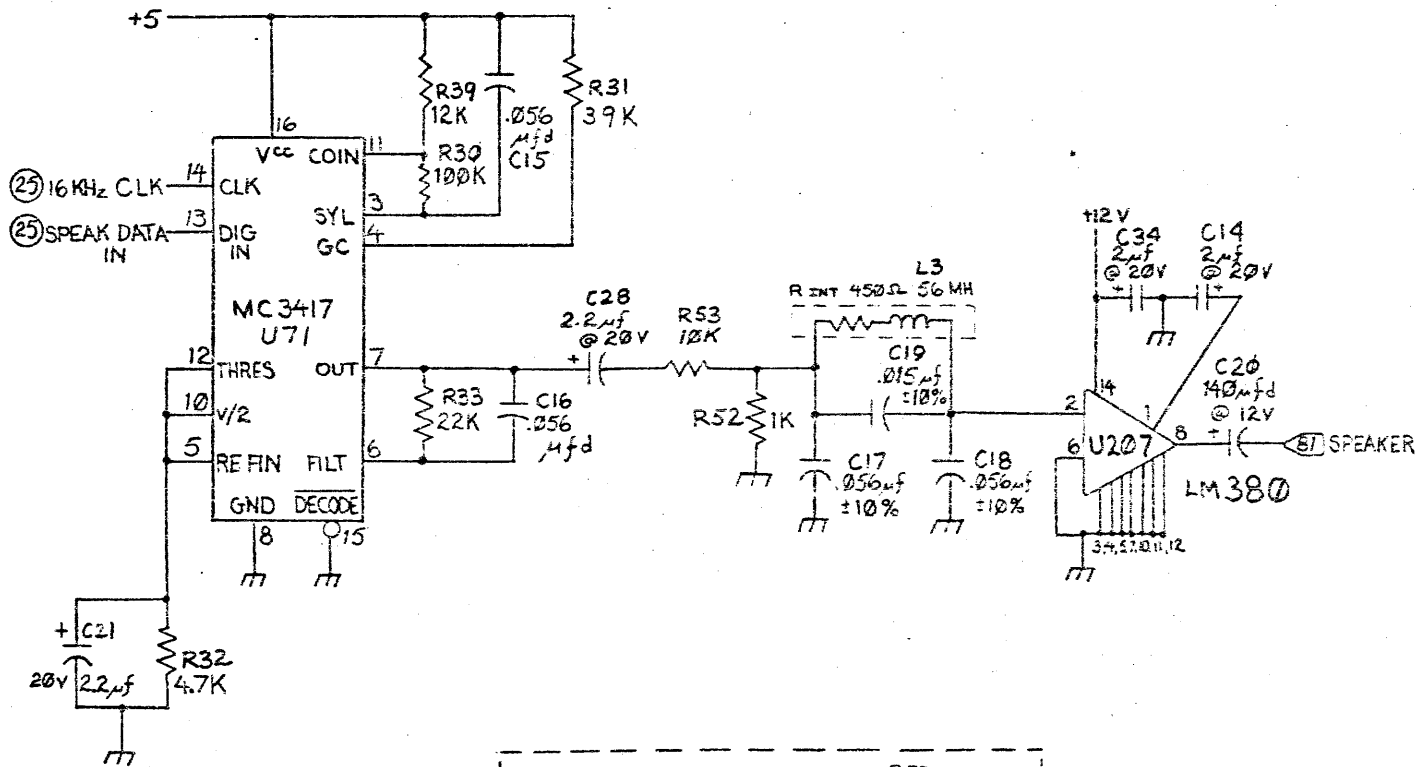 +5
R39
12K
.056
µfd
C15
R31
39K
16
Vcc COIN
11
R30
100K
25 16KHz CLK 14 CLK
SYL 3
25 SPEAK DATA IN 13 DIG IN
GC 4
MC3417
U71
12 THRES
OUT 7
10 V/2
5 REFIN
FILT 6
GND
DECODE
8
15
R33
22K
C16
.056
µfd
C28
2.2µf
@ 20V
+
R53
10K
R52
1K
L3
R INT 450Ω 56 MH
C19
.015µf
±10%
C17
.056µf
±10%
C18
.056µf
±10%
+12V
C34
2µf
@ 20V
+
C14
2µf
@ 20V
+
14
2
6
1
8
U207
LM380
3,4,5,7,10,11,12
C20
140µfd
@ 12V
+
81 SPEAKER
+
C21
20V 2.2µf
R32
4.7K